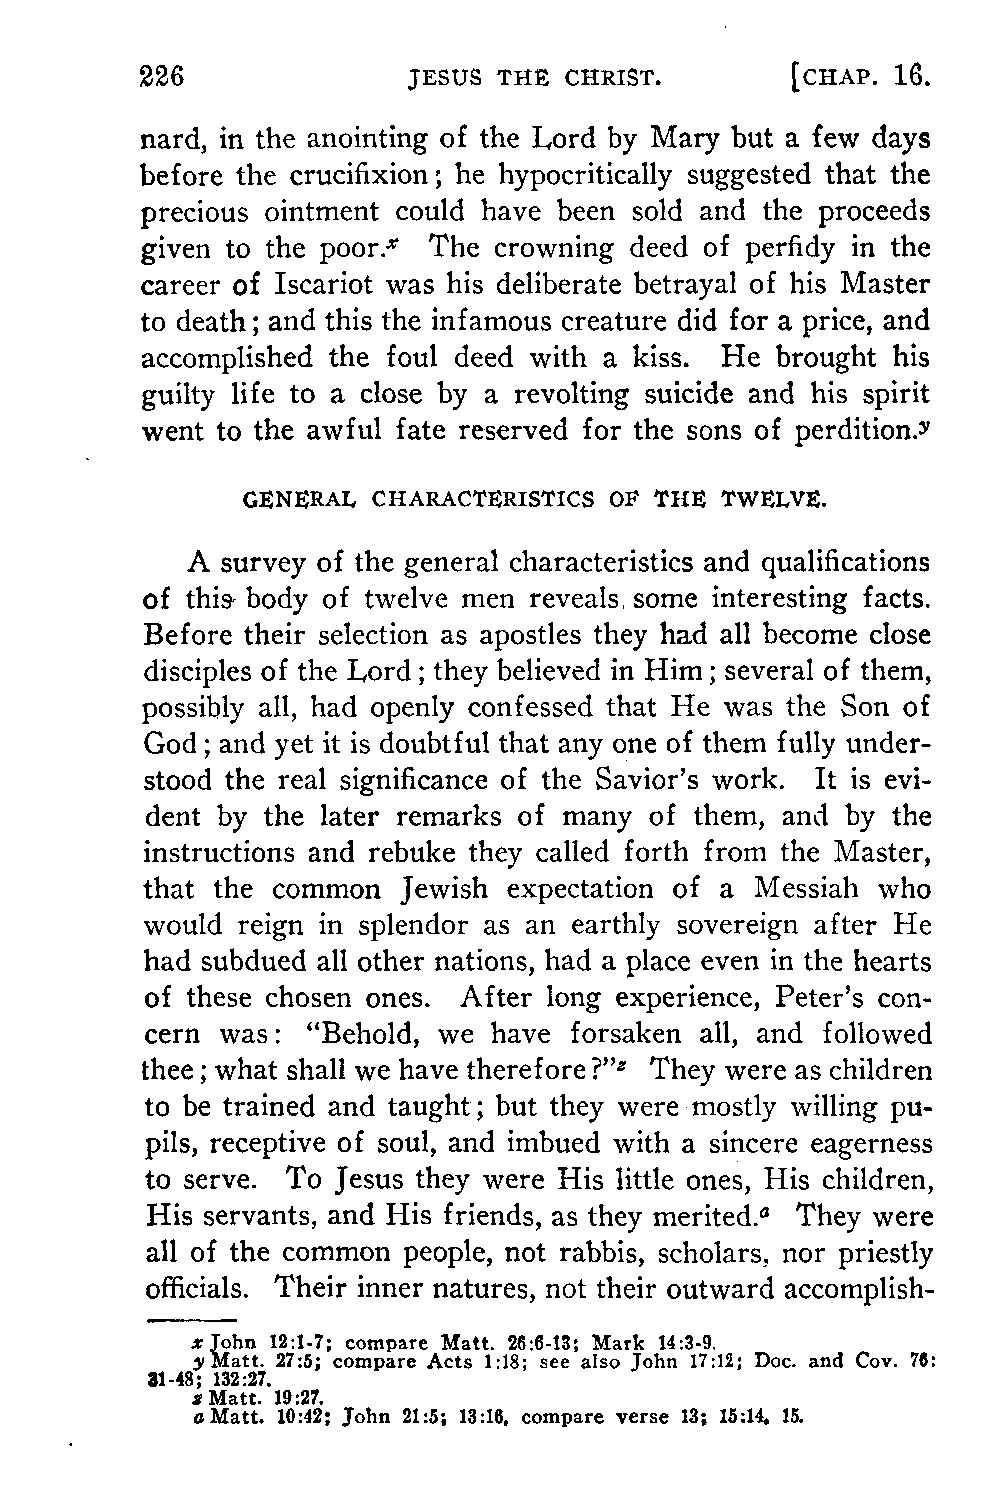 226 JESUS THE CHRIST. [CHAP. 16.
nard, in the anointing of the Lord by Mary but a few days
before the crucifixion; he hypocritically suggested that the
precious ointment could have been sold and the proceeds
given to the poor.x The crowning deed of perfidy in the
career of Iscariot was his deliberate betrayal of his Master
to death; and this the infamous creature did for a price, and
accomplished the foul deed with a kiss. He brought his
guilty life to a close by a revolting suicide and his spirit
went to the awful fate reserved for the sons of perdition.y
GENERAL CHARACTERISTICS OF THE TWELVE.
A survey of the general characteristics and qualifications
of this body of twelve men reveals some interesting facts.
Before their selection as apostles they had all become close
disciples of the Lord; they believed in Him; several of them,
possibly all, had openly confessed that He was the Son of
God; and yet it is doubtful that any one of them fully under-
stood the real significance of the Savior's work. It is evi-
dent by the later remarks of many of them, and by the
instructions and rebuke they called forth from the Master,
that the common Jewish expectation of a Messiah who
would reign in splendor as an earthly sovereign after He
had subdued all other nations, had a place even in the hearts
of these chosen ones. After long experience, Peter's con-
cern was: "Behold, we have forsaken all, and followed
thee; what shall we have therefore?"z They were as children
to be trained and taught; but they were mostly willing pu-
pils, receptive of soul, and imbued with a sincere eagerness
to serve. To Jesus they were His little ones, His children,
His servants, and His friends, as they merited.a They were
all of the common people, not rabbis, scholars, nor priestly
officials. Their inner natures, not their outward accomplish-
x John 12:1-7; compare Matt. 26:6-13; Mark 14:3-9.
y Matt. 27:5; compare Acts 1:18; see also John 17:12; Doc. and Cov. 76:
31-48; 132:27.
z Matt. 19:27.
a Matt. 10:42; John 21:5; 13:16, compare verse 13; 15:14, 15.